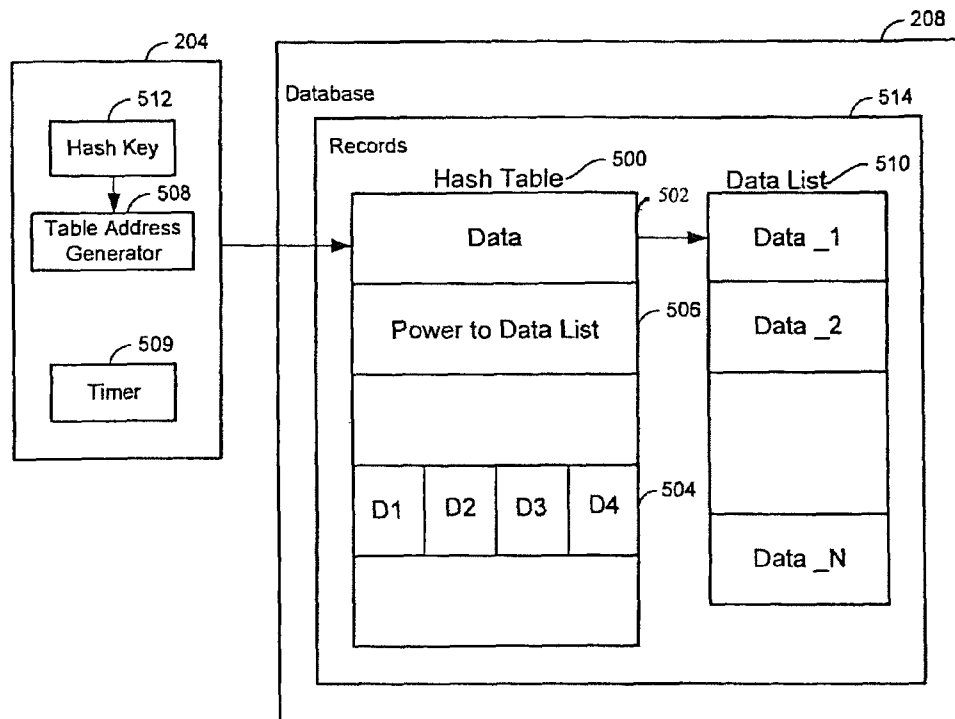 208
204
Database
514
512
Records
Hash Key
500
510
Hash Table
Data List
508
502
Table Address
Generator
Data
Data _1
506
Power to Data List
Data _2
509
Timer
504
D1 D2 D3 D4
Data _N